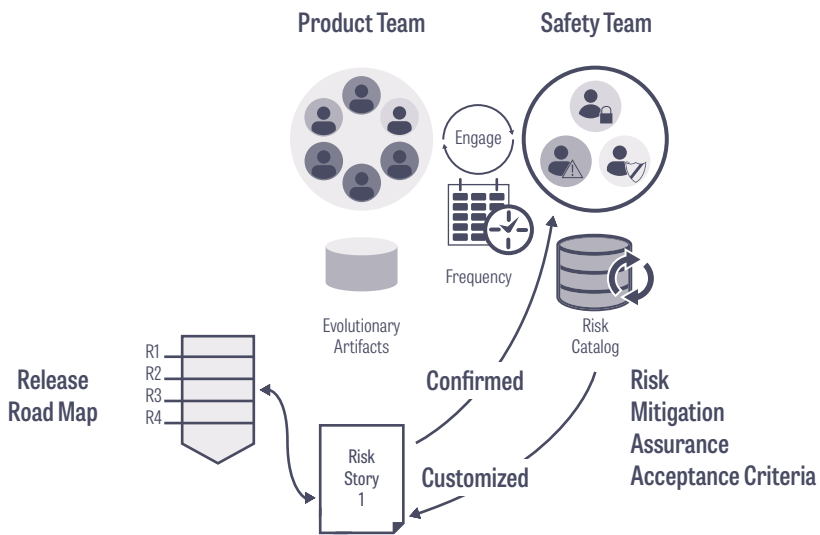 Product Team
Safety Team
Engage
Frequency
Evolutionary
Artifacts
Risk
Catalog
R1
R2
R3
R4
Release
Road Map
Confirmed
Customized
Risk
Story
1
Risk
Mitigation
Assurance
Acceptance Criteria